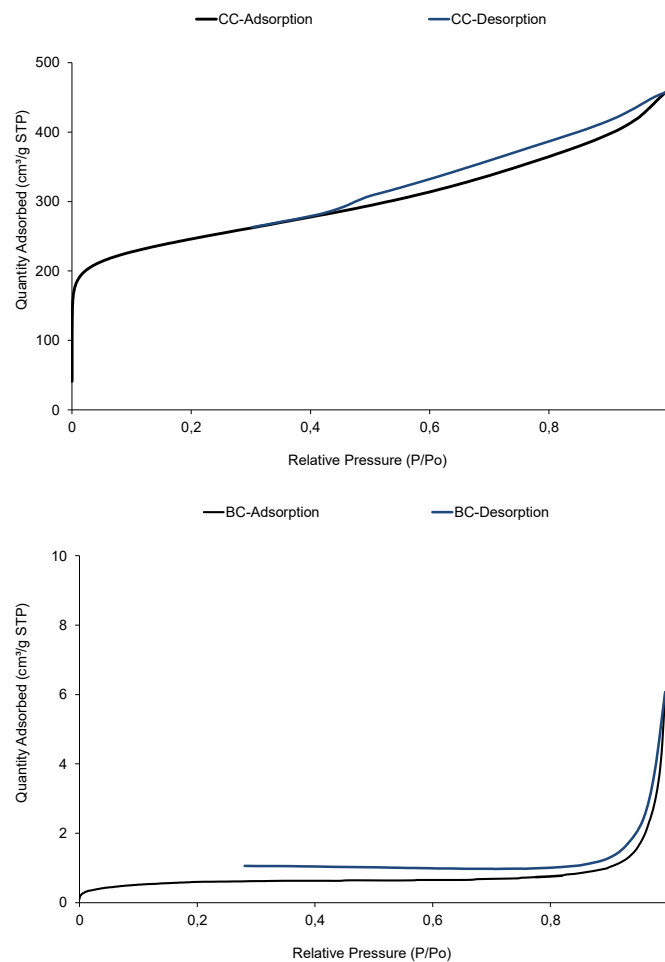 CC-Adsorption CC-Desorption
500
400
300
200
100
0
0 0,2 0,4 0,6 0,8
Quantity Adsorbed (cm³/g STP)
Relative Pressure (P/Po)
BC-Adsorption BC-Desorption
10
8
6
4
2
0
0 0,2 0,4 0,6 0,8
Quantity Adsorbed (cm³/g STP)
Relative Pressure (P/Po)